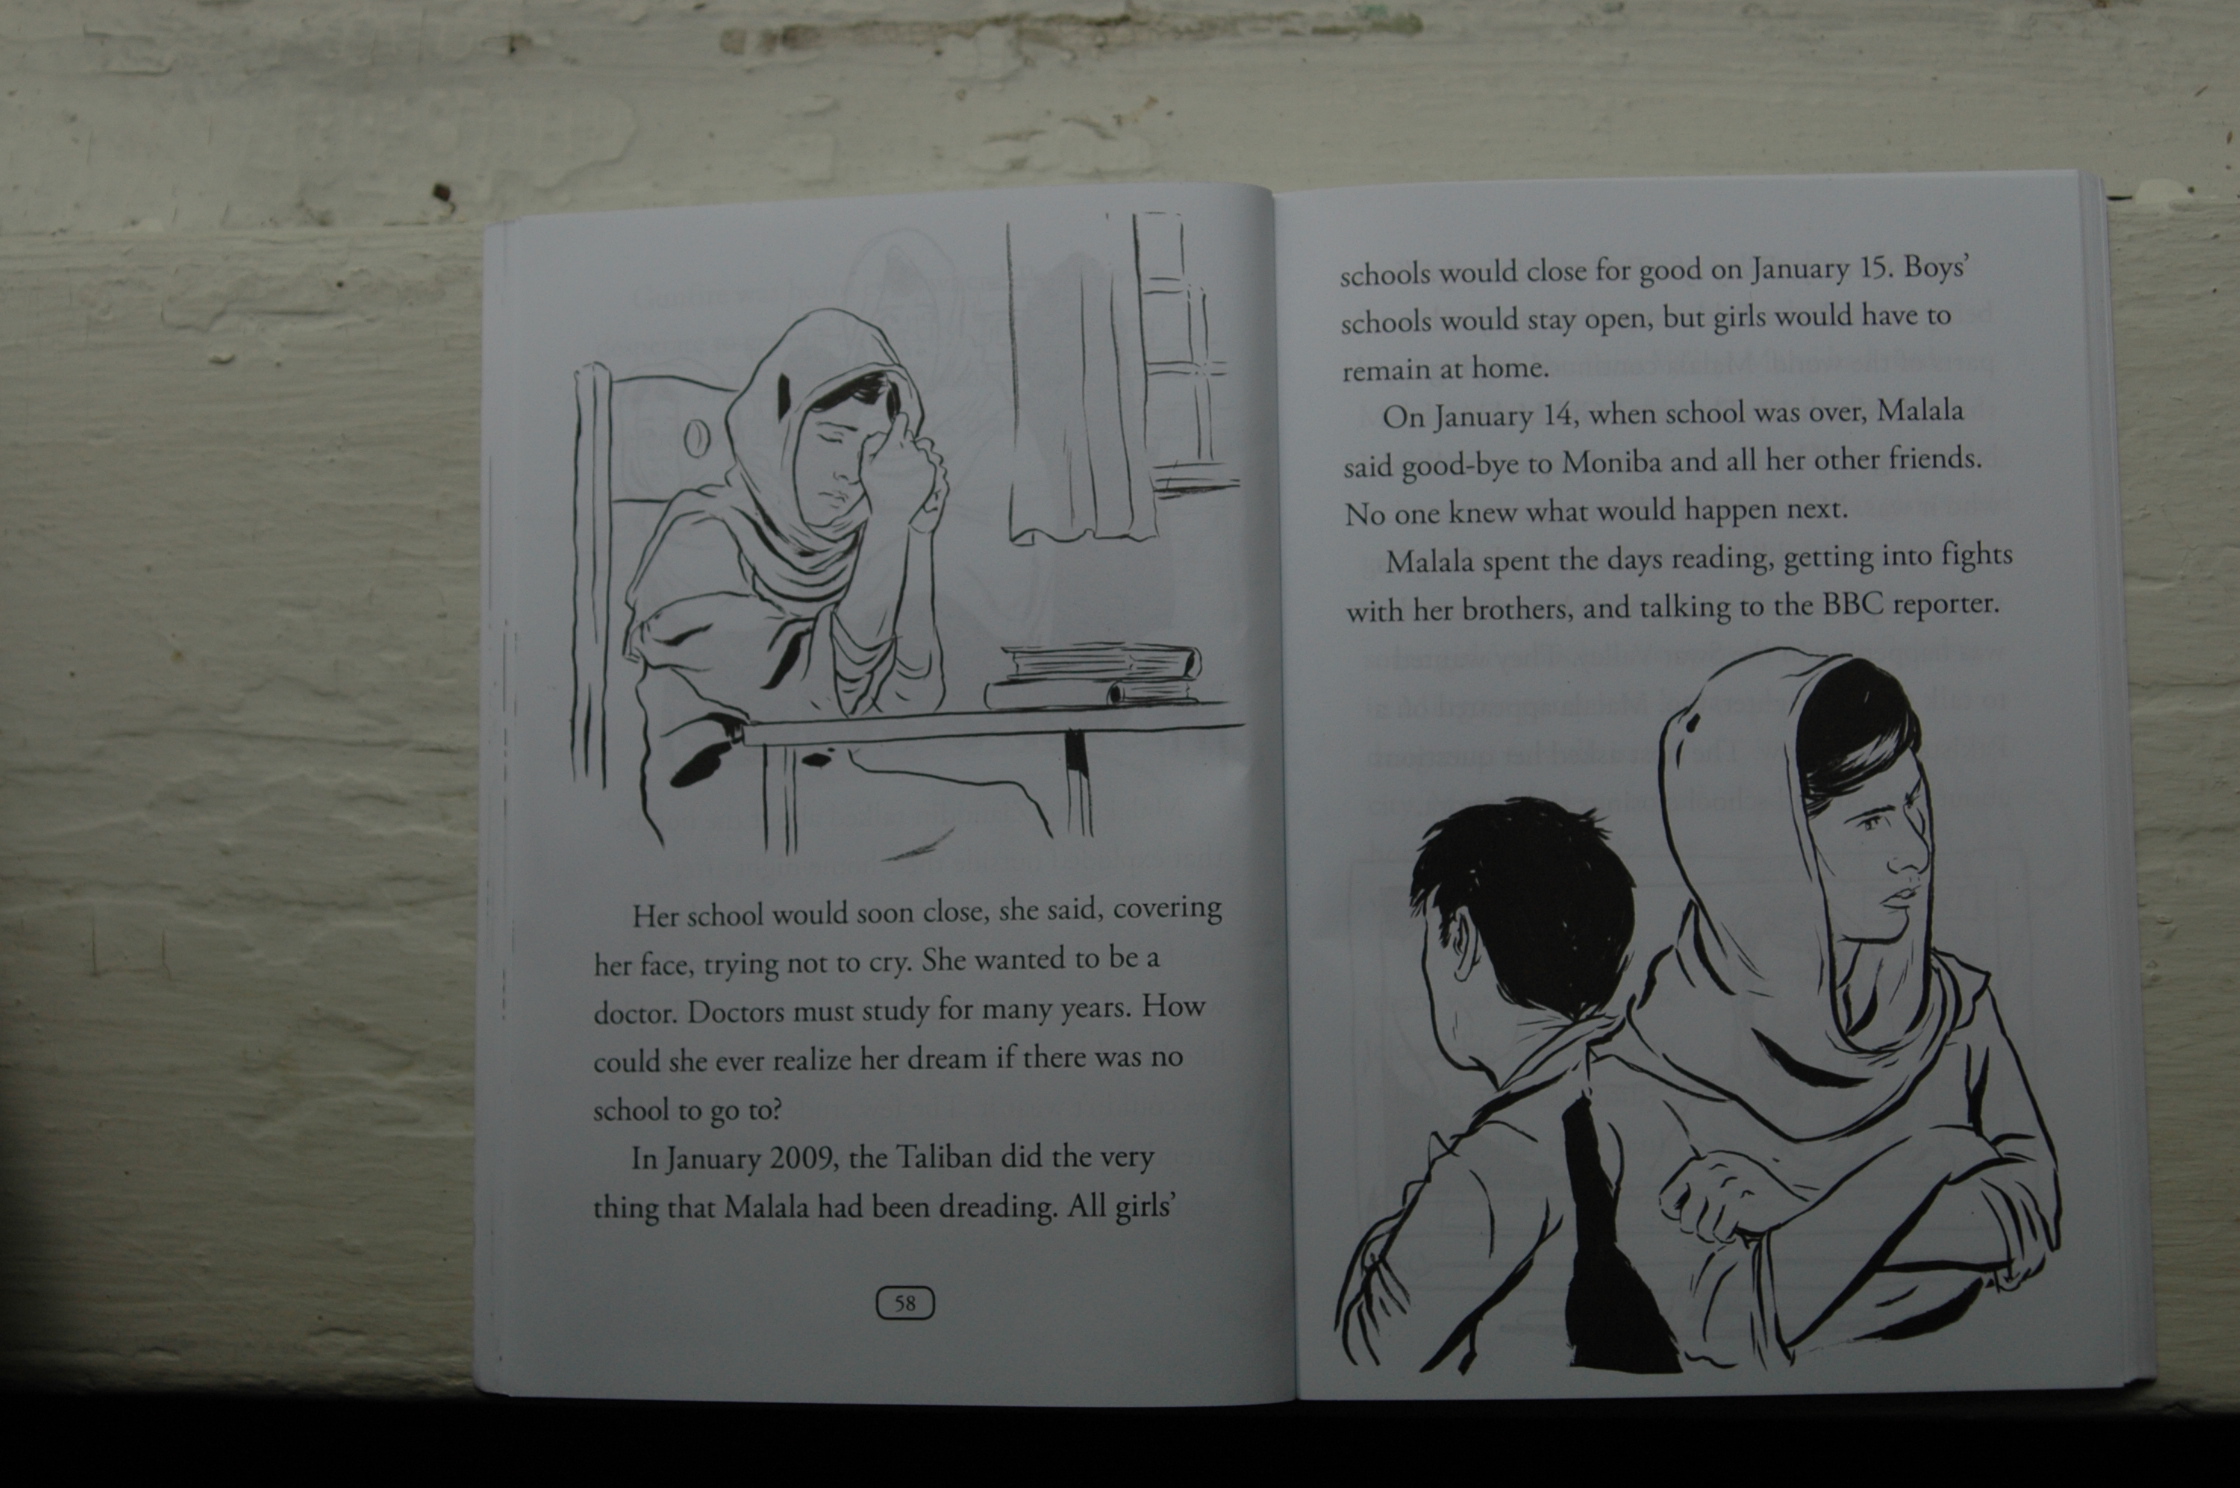 Her school would soon close, she said, covering
her face, trying not to cry. She wanted to be a
doctor. Doctors must study for many years. How
could she ever realize her dream if there was no
school to go to?
In January 2009, the Taliban did the very
thing that Malala had been dreading. All girls’
58
schools would close for good on January 15. Boys’
schools would stay open, but girls would have to
remain at home.
On January 14, when school was over, Malala
said good-bye to Moniba and all her other friends.
No one knew what would happen next.
Malala spent the days reading, getting into fights
with her brothers, and talking to the BBC reporter.